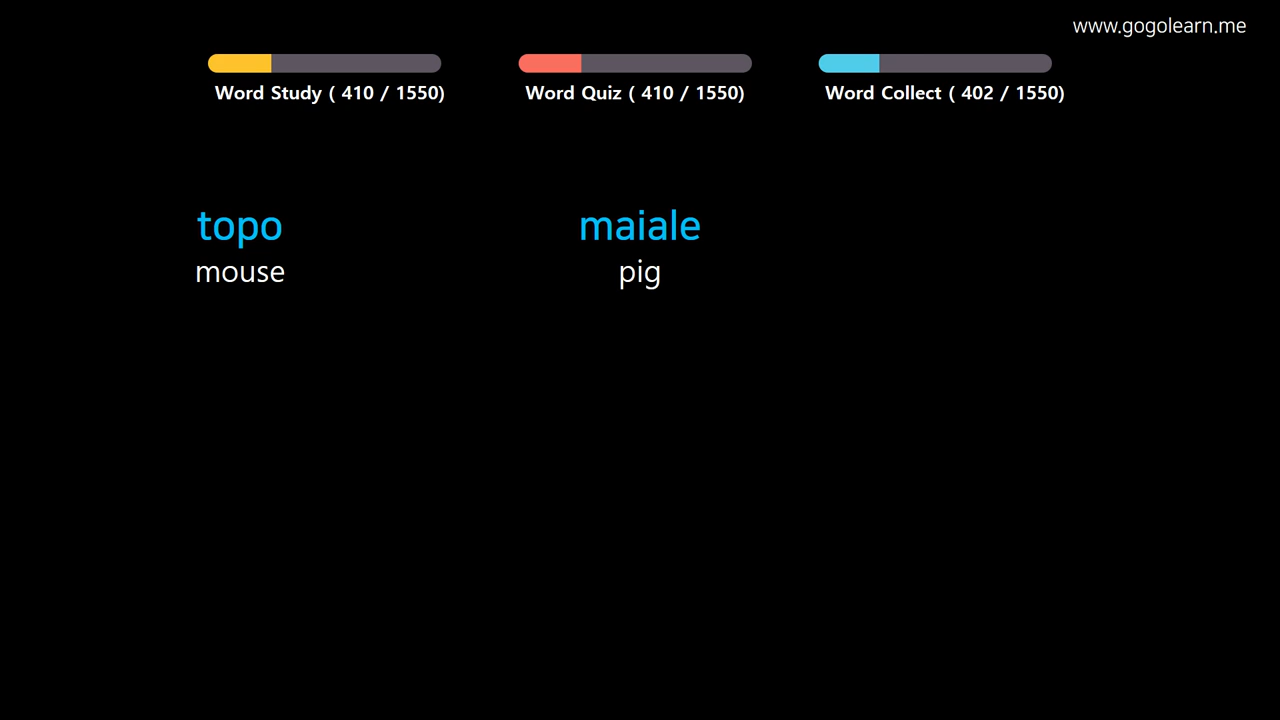 www.gogolearn.me
Word Study ( 410 / 1550)
Word Quiz ( 410 / 1550)
Word Collect ( 402 / 1550)
topo
mouse
maiale
pig